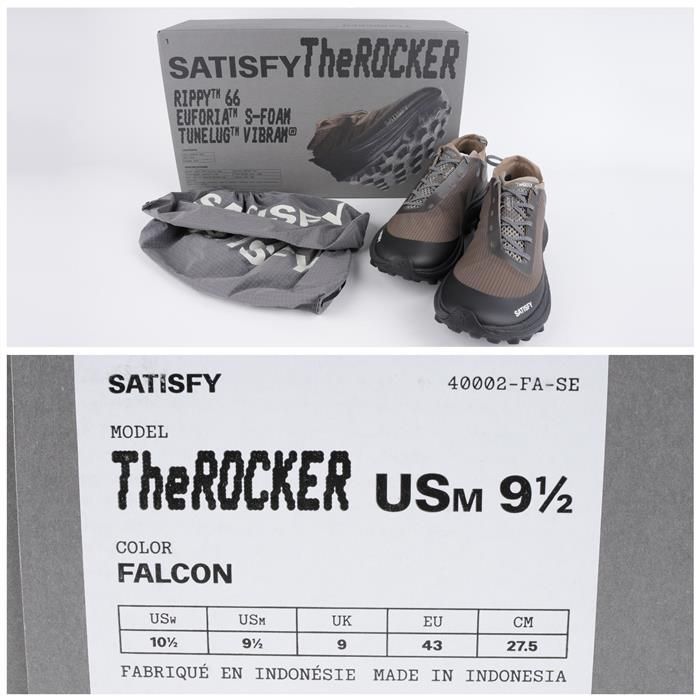 SATISFY TheROCKER
RIPPY™ 66
EUFORIA™ S-FOAM
TUNELUG™ VIBRAM®
SATISFY
SATISFY
TheROCKER
SATISFY
SATISFY 40002-FA-SE
MODEL
TheROCKER USM 9½
COLOR
FALCON
USW USM UK EU CM
10½ 9½ 9 43 27.5
FABRIQUÉ EN INDONÉSIE MADE IN INDONESIA